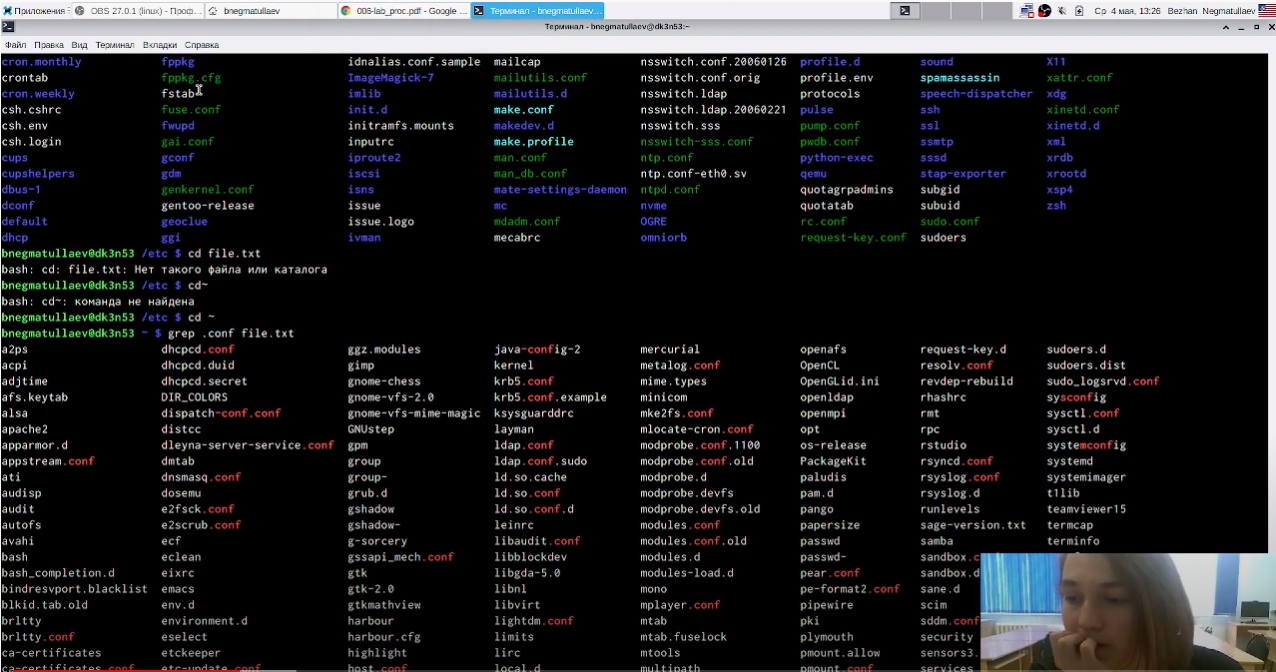 Приложения OBS 27.0.1 (linux) - Проф... bnegmatullaev 006-lab_proc.pdf - Google ... Терминал - bnegmatullaev... Ср 4 мая, 13:26 Bezhan Negmatullaev
Терминал - bnegmatullaev@dk3n53:~
Файл Правка Вид Терминал Вкладки Справка
cron.monthly fppkg idnalias.conf.sample mailcap nsswitch.conf.20060126 profile.d sound X11
crontab fppkg.cfg ImageMagick-7 mailutils.conf nsswitch.conf.orig profile.env spamassassin xattr.conf
cron.weekly fstab imlib mailutils.d nsswitch.ldap protocols speech-dispatcher xdg
csh.cshrc fuse.conf init.d make.conf nsswitch.ldap.20060221 pulse ssh xinetd.conf
csh.env fwupd initramfs.mounts makedev.d nsswitch.sss pump.conf ssl xinetd.d
csh.login gai.conf inputrc make.profile nsswitch-sss.conf pwdb.conf ssmtp xml
cups gconf iproute2 man.conf ntp.conf python-exec sssd xrdb
cupshelpers gdm iscsi man_db.conf ntp.conf-eth0.sv qemu stap-exporter xrootd
dbus-1 genkernel.conf isns mate-settings-daemon ntpd.conf quotagrpadmins subgid xsp4
dconf gentoo-release issue mc nvme quotatab subuid zsh
default geoclue issue.logo mdadm.conf OGRE rc.conf sudo.conf
dhcp ggi ivman mecabrc omniorb request-key.conf sudoers
bnegmatullaev@dk3n53 /etc $ cd file.txt
bash: cd: file.txt: Нет такого файла или каталога
bnegmatullaev@dk3n53 /etc $ cd~
bash: cd~: команда не найдена
bnegmatullaev@dk3n53 /etc $ cd ~
bnegmatullaev@dk3n53 ~ $ grep .conf file.txt
a2ps dhcpcd.conf ggz.modules java-config-2 mercurial openafs request-key.d sudoers.d
acpi dhcpcd.duid gimp kernel metalog.conf OpenCL resolv.conf sudoers.dist
adjtime dhcpcd.secret gnome-chess krb5.conf mime.types OpenGLid.ini revdep-rebuild sudo_logsrvd.conf
afs.keytab DIR_COLORS gnome-vfs-2.0 krb5.conf.example minicom openldap rhashrc sysconfig
alsa dispatch-conf.conf gnome-vfs-mime-magic ksysguarddrc mke2fs.conf openmpi rmt sysctl.conf
apache2 distcc GNUstep layman mlocate-cron.conf opt rpc sysctl.d
apparmor.d dleyna-server-service.conf gpm ldap.conf modprobe.conf.1100 os-release rstudio systemconfig
appstream.conf dmtab group ldap.conf.sudo modprobe.conf.old PackageKit rsyncd.conf systemd
ati dnsmasq.conf group- ld.so.cache modprobe.d paludis rsyslog.conf systemimager
audisp dosemu grub.d ld.so.conf modprobe.devfs pam.d rsyslog.d t1lib
audit e2fsck.conf gshadow ld.so.conf.d modprobe.devfs.old pango runlevels teamviewer15
autofs e2scrub.conf gshadow- leinrc modules.conf papersize sage-version.txt termcap
avahi ecf g-sorcery libaudit.conf modules.conf.old passwd samba terminfo
bash eclean gssapi_mech.conf libblockdev modules.d passwd- sandbox.c
bash_completion.d eixrc gtk libgda-5.0 modules-load.d pear.conf sandbox.d
bindresvport.blacklist emacs gtk-2.0 libnl mono pe-format2.conf sane.d
blkid.tab.old env.d gtkmathview libvirt mplayer.conf pipewire scim
brltty environment.d harbour lightdm.conf mtab pki sddm.conf
brltty.conf eselect harbour.cfg limits mtab.fuselock plymouth security
ca-certificates etckeeper highlight lirc mtools pmount.allow sensors3.
ca-certificates.conf etc-update.conf host.conf local.d multipath pmount.conf services